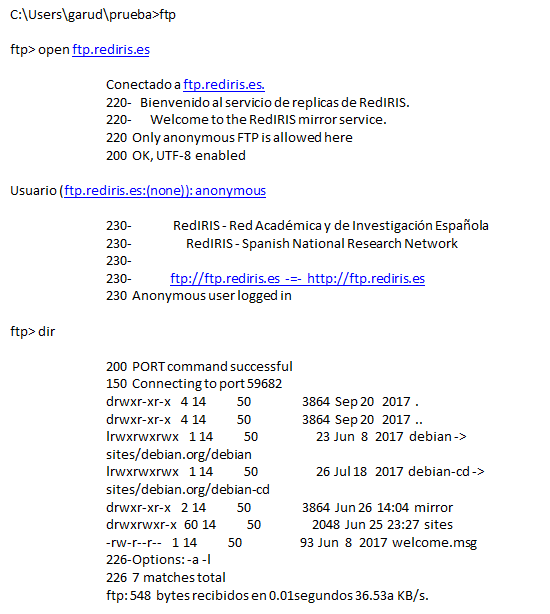 C:\Users\garud\prueba>ftp
ftp> open ftp.rediris.es
Conectado a ftp.rediris.es.
220- Bienvenido al servicio de replicas de RedIRIS.
220- Welcome to the RedIRIS mirror service.
220 Only anonymous FTP is allowed here
200 OK, UTF-8 enabled
Usuario (ftp.rediris.es:(none)): anonymous
230- RedIRIS - Red Académica y de Investigación Española
230- RedIRIS - Spanish National Research Network
230-
230- ftp://ftp.rediris.es -=- http://ftp.rediris.es
230 Anonymous user logged in
ftp> dir
200 PORT command successful
150 Connecting to port 59682
drwxr-xr-x 4 14 50 3864 Sep 20 2017 .
drwxr-xr-x 4 14 50 3864 Sep 20 2017 ..
lrwxrwxrwx 1 14 50 23 Jun 8 2017 debian ->
sites/debian.org/debian
lrwxrwxrwx 1 14 50 26 Jul 18 2017 debian-cd ->
sites/debian.org/debian-cd
drwxr-xr-x 2 14 50 3864 Jun 26 14:04 mirror
drwxrwxr-x 60 14 50 2048 Jun 25 23:27 sites
-rw-r--r-- 1 14 50 93 Jun 8 2017 welcome.msg
226-Options: -a -l
226 7 matches total
ftp: 548 bytes recibidos en 0.01segundos 36.53a KB/s.